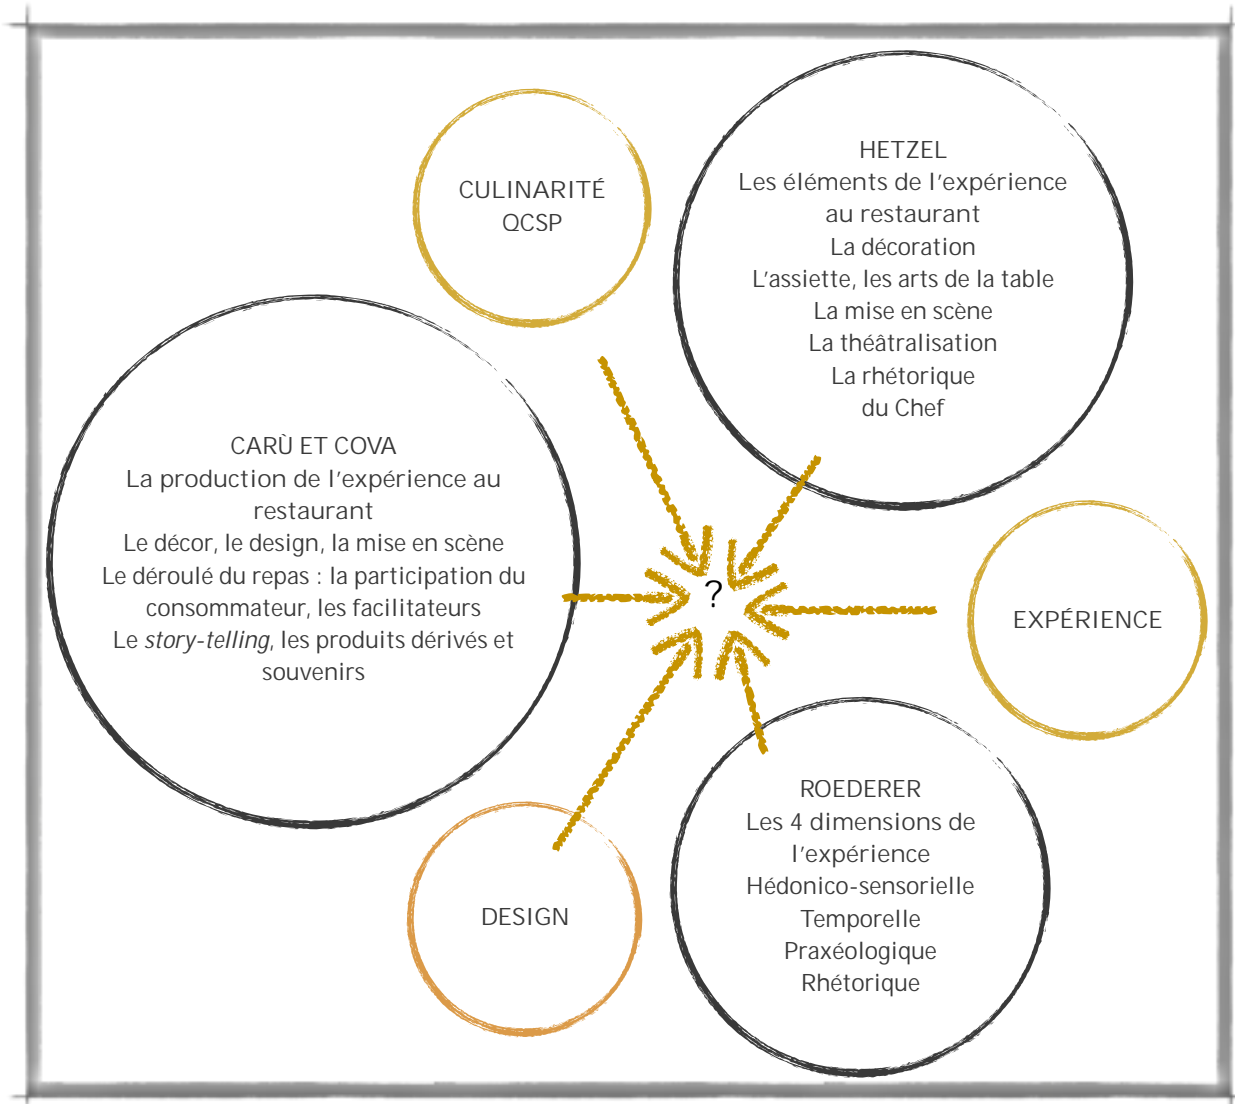 CULINARITÉ
QCSP
HETZEL
Les éléments de l'expérience
au restaurant
La décoration
L'assiette, les arts de la table
La mise en scène
La théâtralisation
La rhétorique
du Chef
CARÙ ET COVA
La production de l'expérience au
restaurant
Le décor, le design, la mise en scène
Le déroulé du repas : la participation du
consommateur, les facilitateurs
Le story-telling, les produits dérivés et
souvenirs
?
EXPÉRIENCE
DESIGN
ROEDERER
Les 4 dimensions de
l'expérience
Hédonico-sensorielle
Temporelle
Praxéologique
Rhétorique